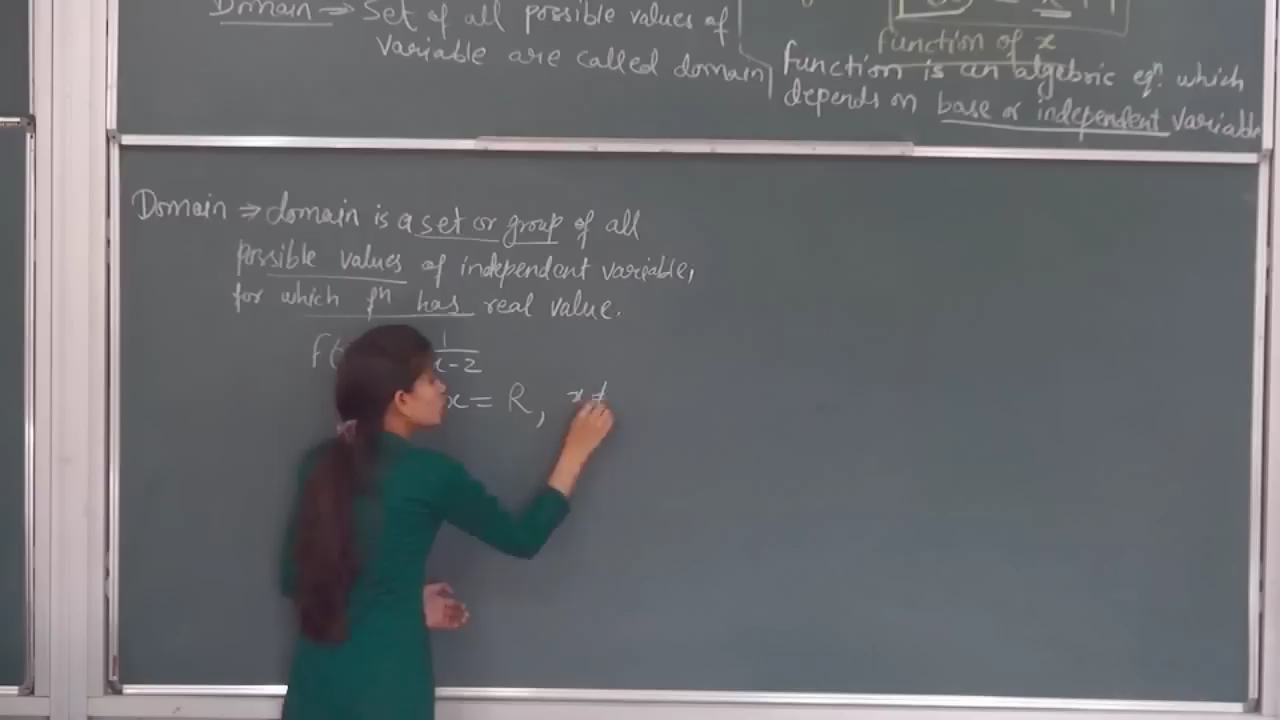 Domain ⇒ Set of all possible values of
variable are called domain
function of x
function is an algebric eqⁿ. which
depends on base or independent variable
Domain ⇒ domain is a set or group of all
possible values of independent variable,
for which fⁿ has real value.
f( 1/x-2
x = R, x ≠